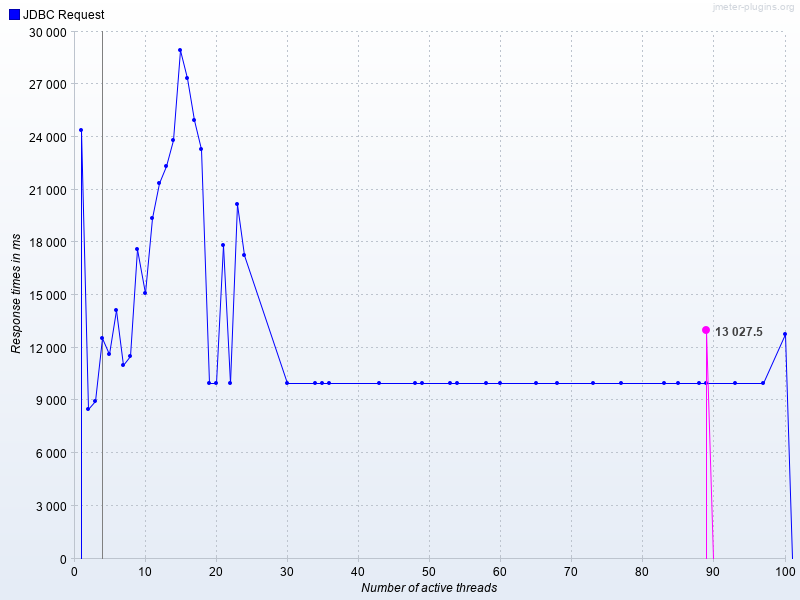 jmeter-plugins.org
JDBC Request
30 000
27 000
24 000
21 000
18 000
15 000
12 000
9 000
6 000
3 000
0
Response times in ms
13 027.5
0 10 20 30 40 50 60 70 80 90 100
Number of active threads